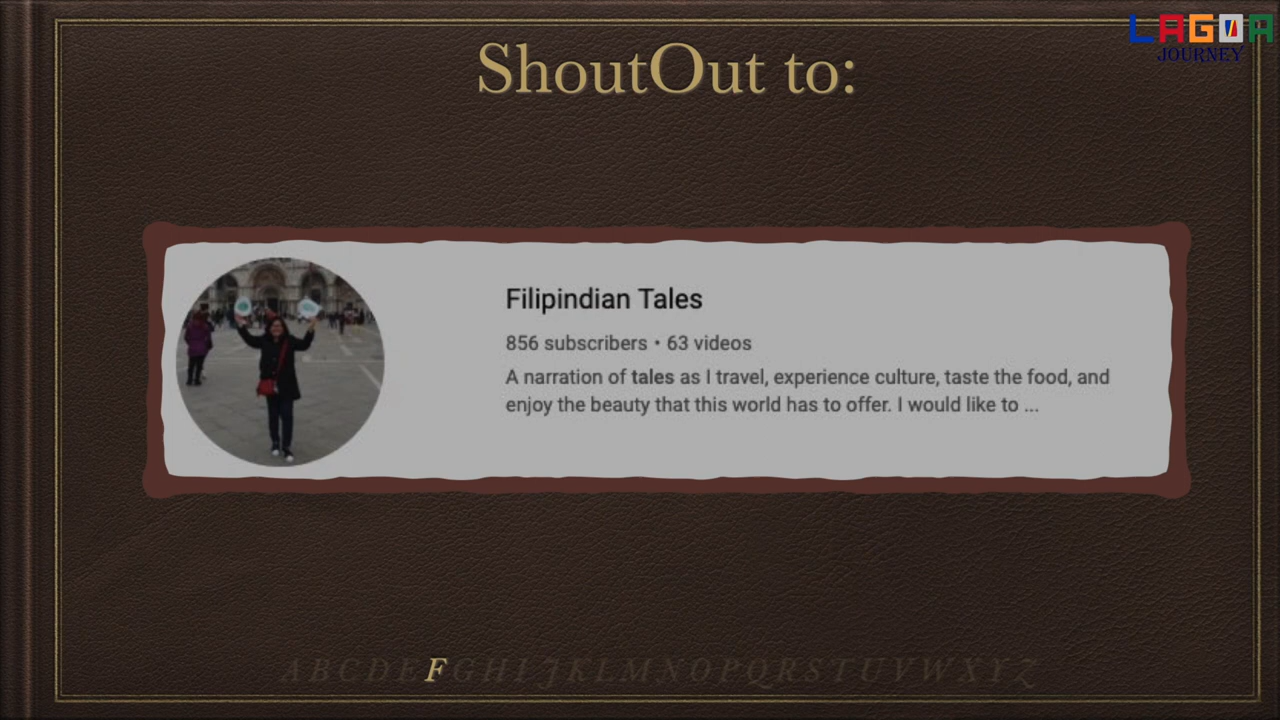 LAGOA
JOURNEY
ShoutOut to:
Filipindian Tales
856 subscribers • 63 videos
A narration of tales as I travel, experience culture, taste the food, and
enjoy the beauty that this world has to offer. I would like to ...
A B C D E F G H I J K L M N O P Q R S T U V W X Y Z